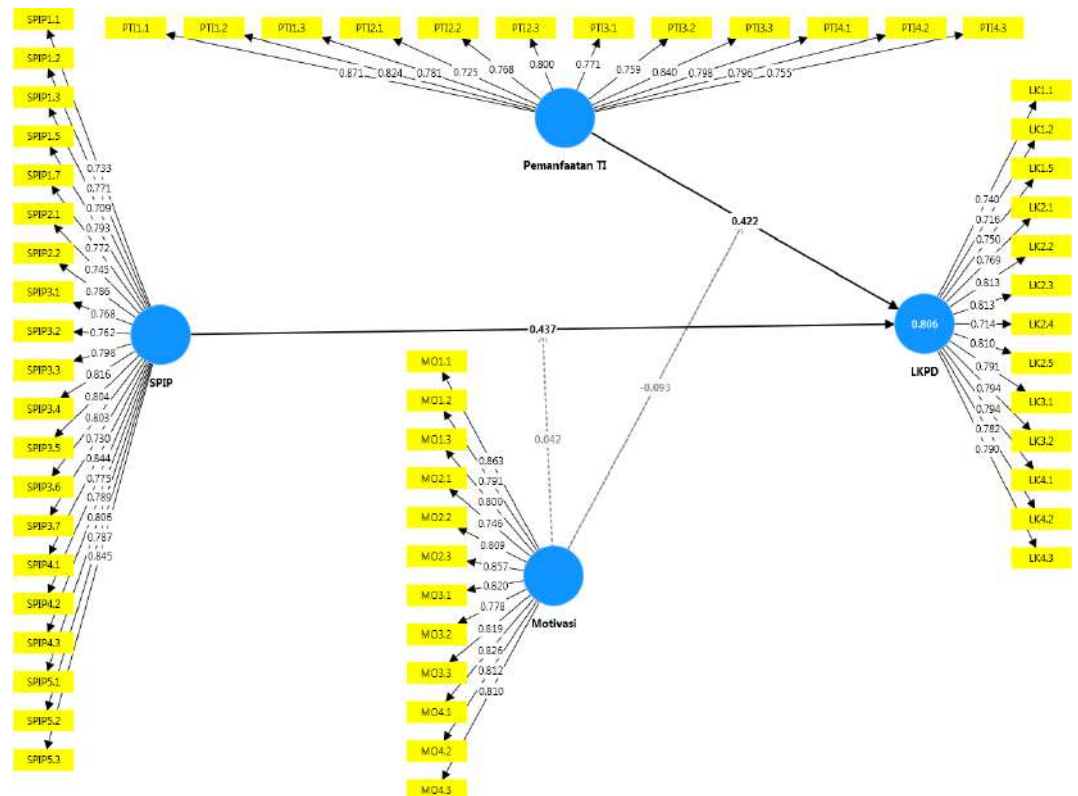 SPIP1.1
SPIP1.2
SPIP1.3
SPIP1.5
SPIP1.7
SPIP2.1
SPIP2.2
SPIP3.1
SPIP3.2
SPIP3.3
SPIP3.4
SPIP3.5
SPIP3.6
SPIP3.7
SPIP4.1
SPIP4.2
SPIP4.3
SPIP5.1
SPIP5.2
SPIP5.3
0.733
0.771
0.709
0.793
0.772
0.745
0.786
0.768
0.762
0.798
0.816
0.804
0.803
0.730
0.844
0.775
0.789
0.806
0.787
0.845
SPIP
PTI1.1 PTI1.2 PTI1.3 PTI2.1 PTI2.2 PTI2.3 PTI3.1 PTI3.2 PTI3.3 PTI4.1 PTI4.2 PTI4.3
0.871 0.824 0.781 0.725 0.768 0.800 0.771 0.759 0.840 0.798 0.796 0.755
Pemanfaatan TI
0.422
0.437
-0.093
0.042
MO1.1
MO1.2
MO1.3
MO2.1
MO2.2
MO2.3
MO3.1
MO3.2
MO3.3
MO4.1
MO4.2
MO4.3
0.863
0.791
0.800
0.746
0.809
0.857
0.820
0.778
0.819
0.826
0.812
0.810
Motivasi
0.806
LKPD
0.740
0.716
0.750
0.769
0.813
0.813
0.714
0.810
0.791
0.794
0.794
0.782
0.790
LK1.1
LK1.2
LK1.5
LK2.1
LK2.2
LK2.3
LK2.4
LK2.5
LK3.1
LK3.2
LK4.1
LK4.2
LK4.3